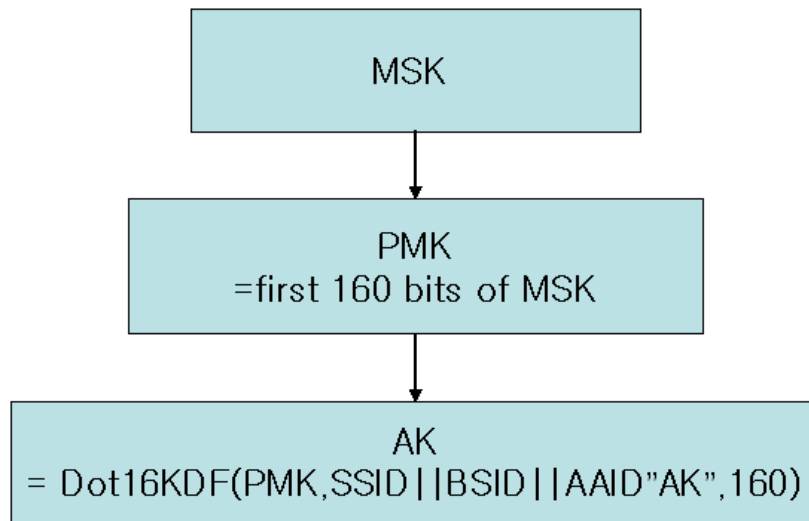 MSK
PMK
=first 160 bits of MSK
AK
= Dot16KDF(PMK,SSID||BSID||AAID"AK",160)